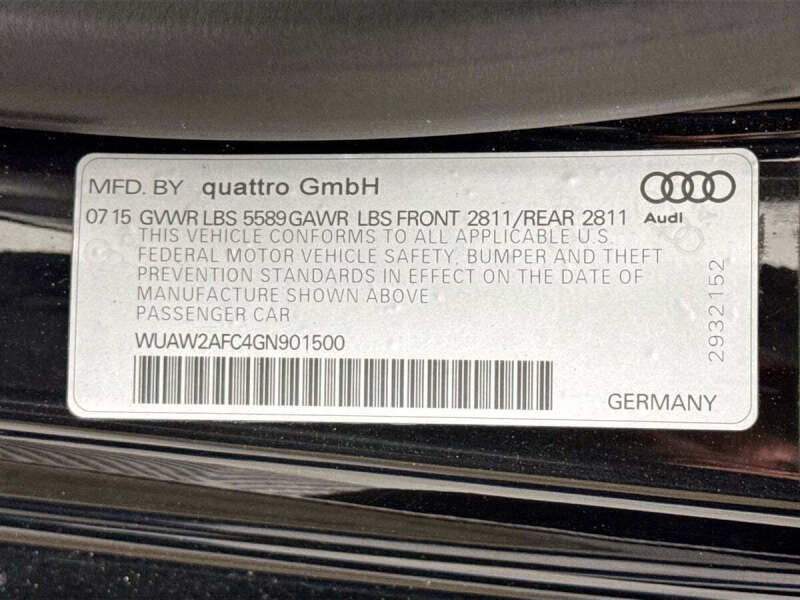 MFD. BY quattro GmbH
07 15 GVWR LBS 5589 GAWR LBS FRONT 2811/REAR 2811
Audi
THIS VEHICLE CONFORMS TO ALL APPLICABLE U.S.
FEDERAL MOTOR VEHICLE SAFETY, BUMPER AND THEFT
PREVENTION STANDARDS IN EFFECT ON THE DATE OF
MANUFACTURE SHOWN ABOVE
PASSENGER CAR
WUAW2AFC4GN901500
GERMANY
2932152